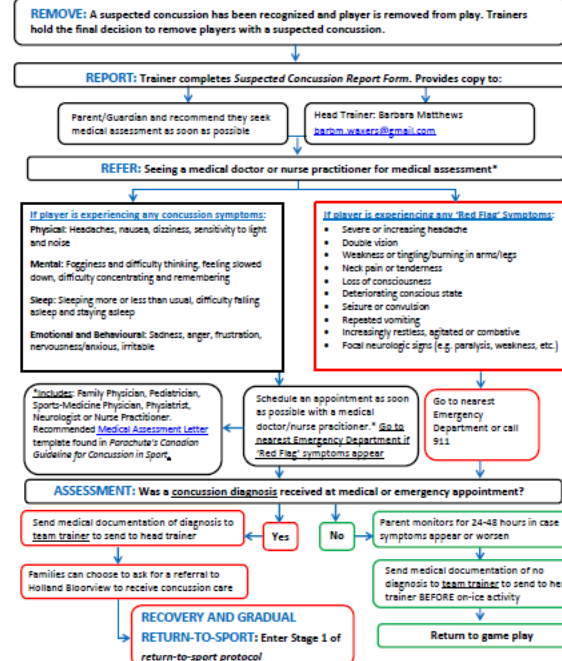 REMOVE: A suspected concussion has been recognized and player is removed from play. Trainers
hold the final decision to remove players with a suspected concussion.
REPORT: Trainer completes Suspected Concussion Report Form. Provides copy to:
Parent/Guardian and recommend they seek
medical assessment as soon as possible
Head Trainer: Barbara Matthews
barbm.waxers@gmail.com
REFER: Seeing a medical doctor or nurse practitioner for medical assessment*
If player is experiencing any concussion symptoms:
Physical: Headaches, nausea, dizziness, sensitivity to light
and noise
Mental: Fogginess and difficulty thinking, feeling slowed
down, difficulty concentrating and remembering
Sleep: Sleeping more or less than usual, difficulty falling
asleep and staying asleep
Emotional and Behavioural: Sadness, anger, frustration,
nervousness/anxious, irritable
If player is experiencing any 'Red Flag' Symptoms:
• Severe or increasing headache
• Double vision
• Weakness or tingling/burning in arms/legs
• Neck pain or tenderness
• Loss of consciousness
• Deteriorating conscious state
• Seizure or convulsion
• Repeated vomiting
• Increasingly restless, agitated or combative
• Focal neurologic signs (e.g. paralysis, weakness, etc.)
*Includes: Family Physician, Pediatrician,
Sports-Medicine Physician, Physiatrist,
Neurologist or Nurse Practitioner.
Recommended Medical Assessment Letter
template found in Parachute's Canadian
Guideline for Concussion in Sport.
Schedule an appointment as soon
as possible with a medical
doctor/nurse practitioner.* Go to
nearest Emergency Department if
'Red Flag' symptoms appear
Go to nearest
Emergency
Department or call
911
ASSESSMENT: Was a concussion diagnosis received at medical or emergency appointment?
Send medical documentation of diagnosis to
team trainer to send to head trainer
Yes
No
Parent monitors for 24-48 hours in case
symptoms appear or worsen
Families can choose to ask for a referral to
Holland Bloorview to receive concussion care
Send medical documentation of no
diagnosis to team trainer to send to he
trainer BEFORE on-ice activity
RECOVERY AND GRADUAL
RETURN-TO-SPORT: Enter Stage 1 of
return-to-sport protocol
Return to game play